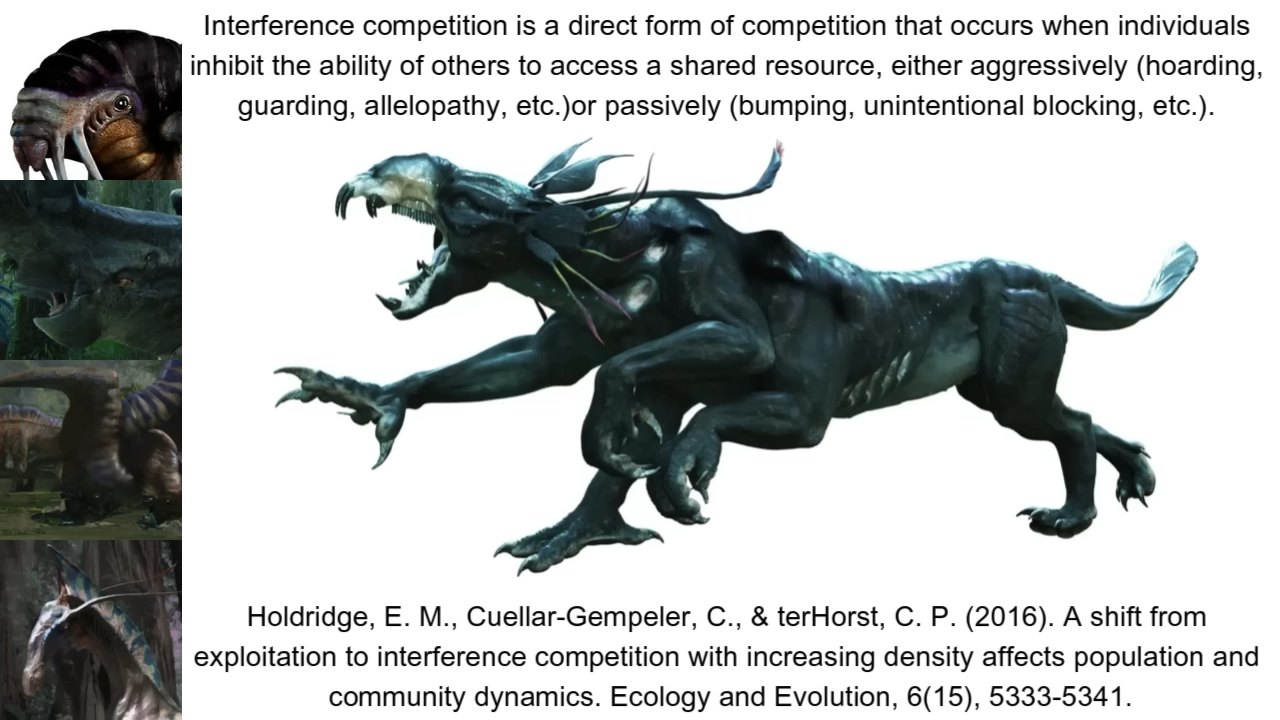 Interference competition is a direct form of competition that occurs when individuals
inhibit the ability of others to access a shared resource, either aggressively (hoarding,
guarding, allelopathy, etc.)or passively (bumping, unintentional blocking, etc.).
Holdridge, E. M., Cuellar-Gempeler, C., & terHorst, C. P. (2016). A shift from
exploitation to interference competition with increasing density affects population and
community dynamics. Ecology and Evolution, 6(15), 5333-5341.